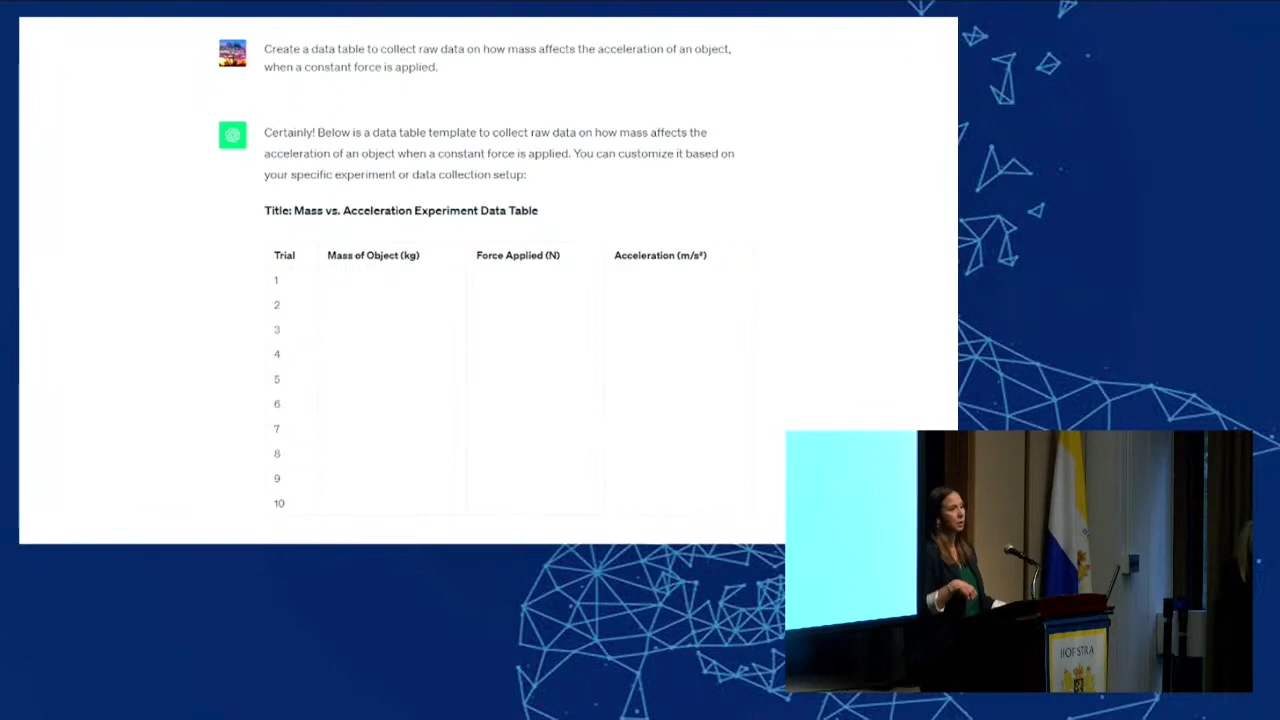 Create a data table to collect raw data on how mass affects the acceleration of an object,
when a constant force is applied.
Certainly! Below is a data table template to collect raw data on how mass affects the
acceleration of an object when a constant force is applied. You can customize it based on
your specific experiment or data collection setup:
Title: Mass vs. Acceleration Experiment Data Table
Trial Mass of Object (kg) Force Applied (N) Acceleration (m/s²)
1
2
3
4
5
6
7
8
9
10
HOFSTRA